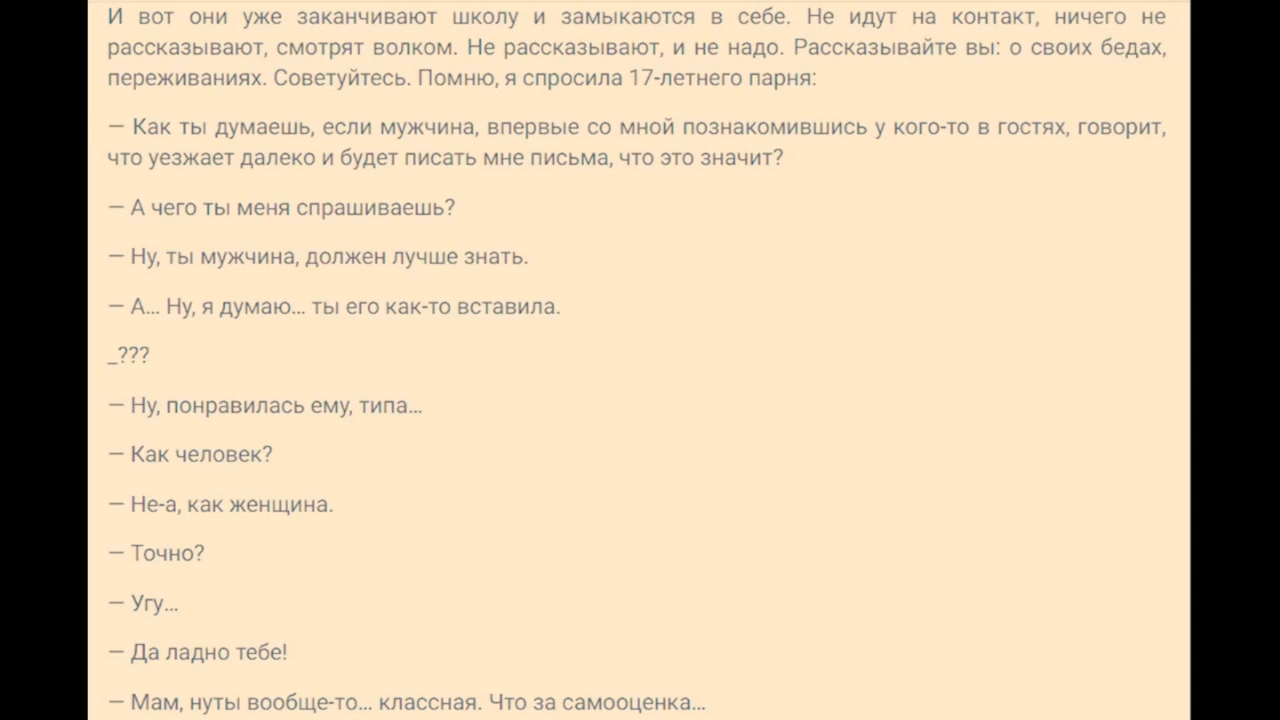 И вот они уже заканчивают школу и замыкаются в себе. Не идут на контакт, ничего не
рассказывают, смотрят волком. Не рассказывают, и не надо. Рассказывайте вы: о своих бедах,
переживаниях. Советуйтесь. Помню, я спросила 17-летнего парня:
— Как ты думаешь, если мужчина, впервые со мной познакомившись у кого-то в гостях, говорит,
что уезжает далеко и будет писать мне письма, что это значит?
— А чего ты меня спрашиваешь?
— Ну, ты мужчина, должен лучше знать.
— А... Ну, я думаю... ты его как-то вставила.
_???
— Ну, понравилась ему, типа...
— Как человек?
— Не-а, как женщина.
— Точно?
— Угу...
— Да ладно тебе!
— Мам, нуты вообще-то... классная. Что за самооценка...